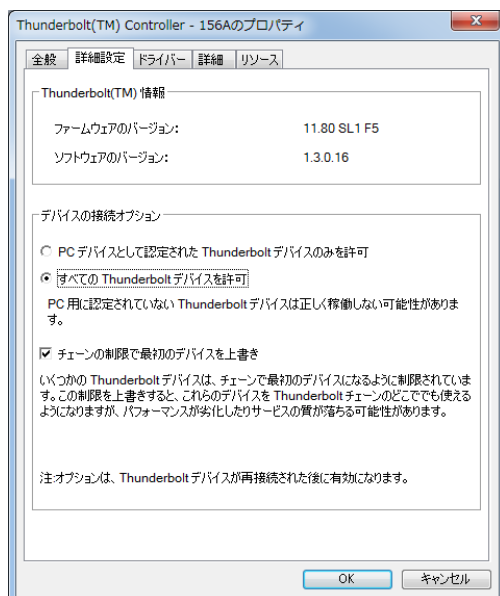 Thunderbolt(TM) Controller - 156Aのプロパティ
全般 詳細設定 ドライバー 詳細 リソース
Thunderbolt(TM) 情報
ファームウェアのバージョン: 11.80 SL1 F5
ソフトウェアのバージョン: 1.3.0.16
デバイスの接続オプション
PC デバイスとして認定された Thunderbolt デバイスのみを許可
すべての Thunderbolt デバイスを許可
PC 用に認定されていない Thunderbolt デバイスは正しく稼働しない可能性がありま
す。
チェーンの制限で最初のデバイスを上書き
いくつかの Thunderbolt デバイスは、チェーンで最初のデバイスになるように制限されていま
す。この制限を上書きすると、これらのデバイスを Thunderbolt チェーンのどこででも使える
ようになりますが、パフォーマンスが劣化したりサービスの質が落ちる可能性があります。
注:オプションは、Thunderbolt デバイスが再接続された後に有効になります。
OK キャンセル